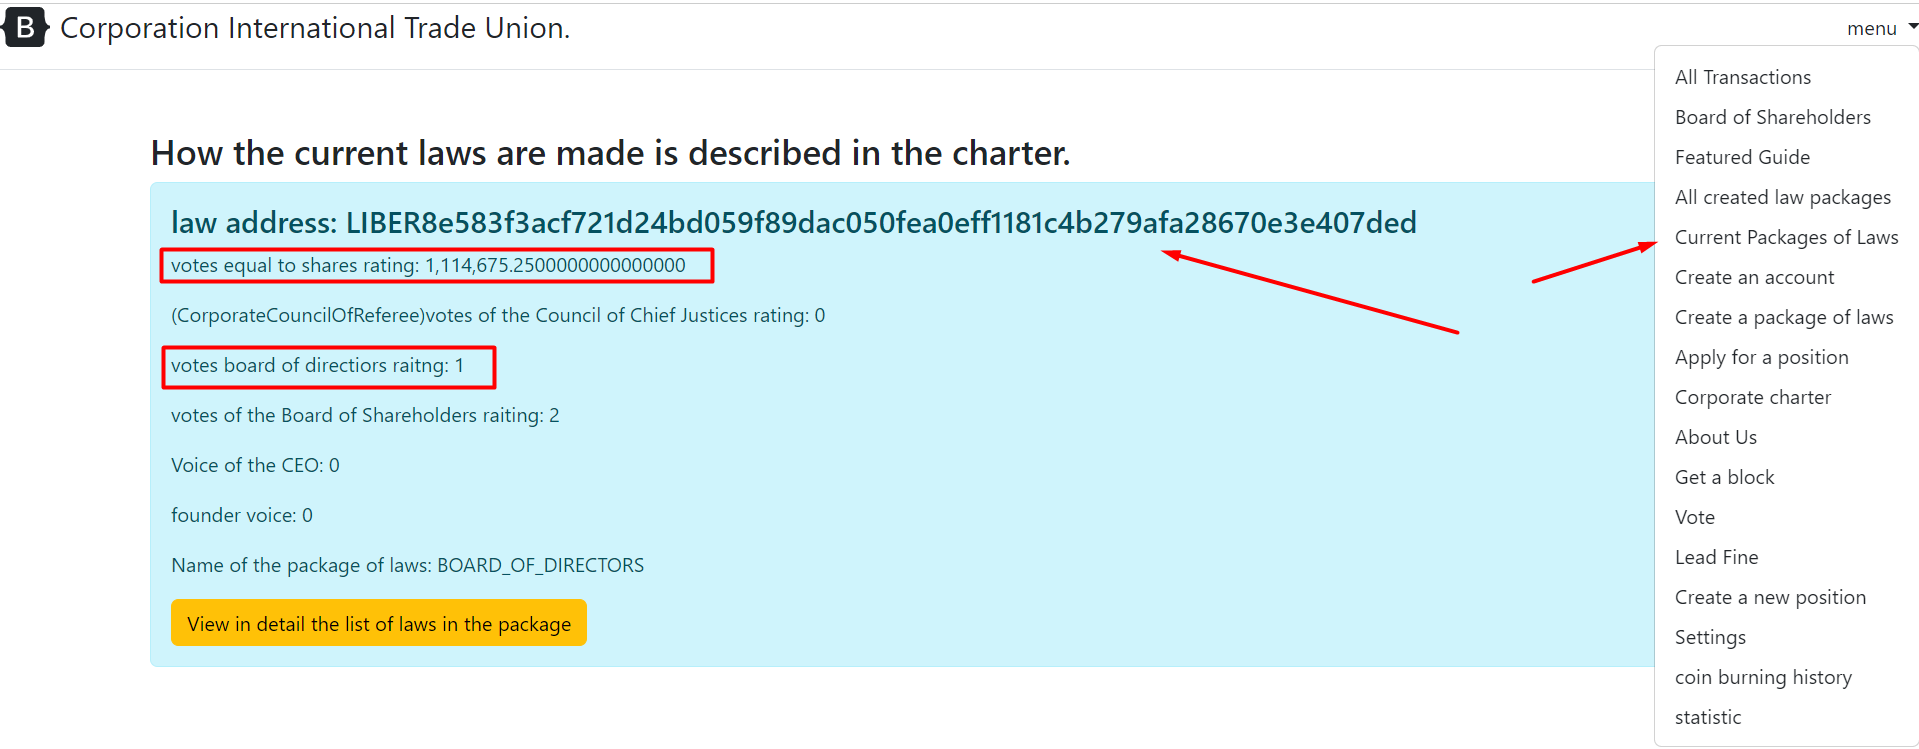 B Corporation International Trade Union.
menu
All Transactions
Board of Shareholders
Featured Guide
All created law packages
Current Packages of Laws
Create an account
Create a package of laws
Apply for a position
Corporate charter
About Us
Get a block
Vote
Lead Fine
Create a new position
Settings
coin burning history
statistic
How the current laws are made is described in the charter.
law address: LIBER8e583f3acf721d24bd059f89dac050fea0eff1181c4b279afa28670e3e407ded
votes equal to shares rating: 1,114,675.2500000000000000
(CorporateCouncilOfReferee)votes of the Council of Chief Justices rating: 0
votes board of directiors raitng: 1
votes of the Board of Shareholders raiting: 2
Voice of the CEO: 0
founder voice: 0
Name of the package of laws: BOARD_OF_DIRECTORS
View in detail the list of laws in the package